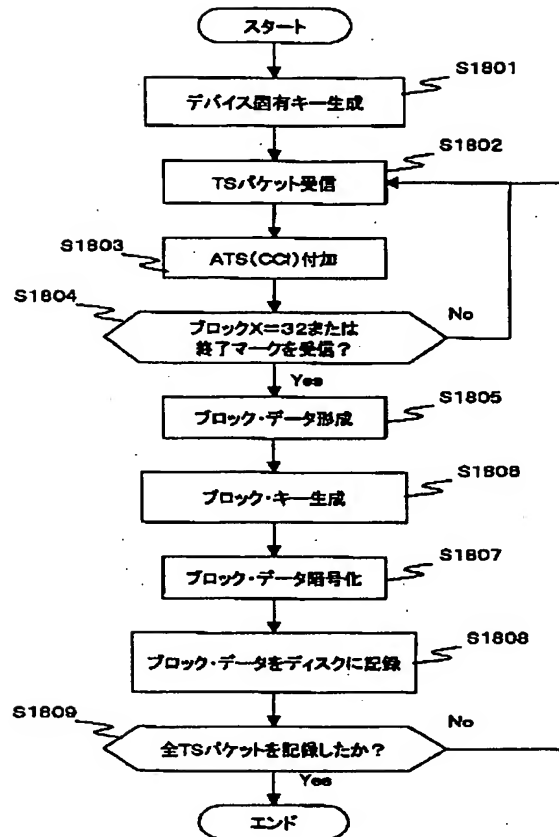 スタート
S1801
デバイス固有キー生成
S1802
TSパケット受信
S1803
ATS(CCI)付加
S1804
ブロックX=32または
終了マークを受信?
No
Yes
S1805
ブロック・データ形成
S1806
ブロック・キー生成
S1807
ブロック・データ暗号化
S1808
ブロック・データをディスクに記録
S1809
全TSパケットを記録したか?
No
Yes
エンド